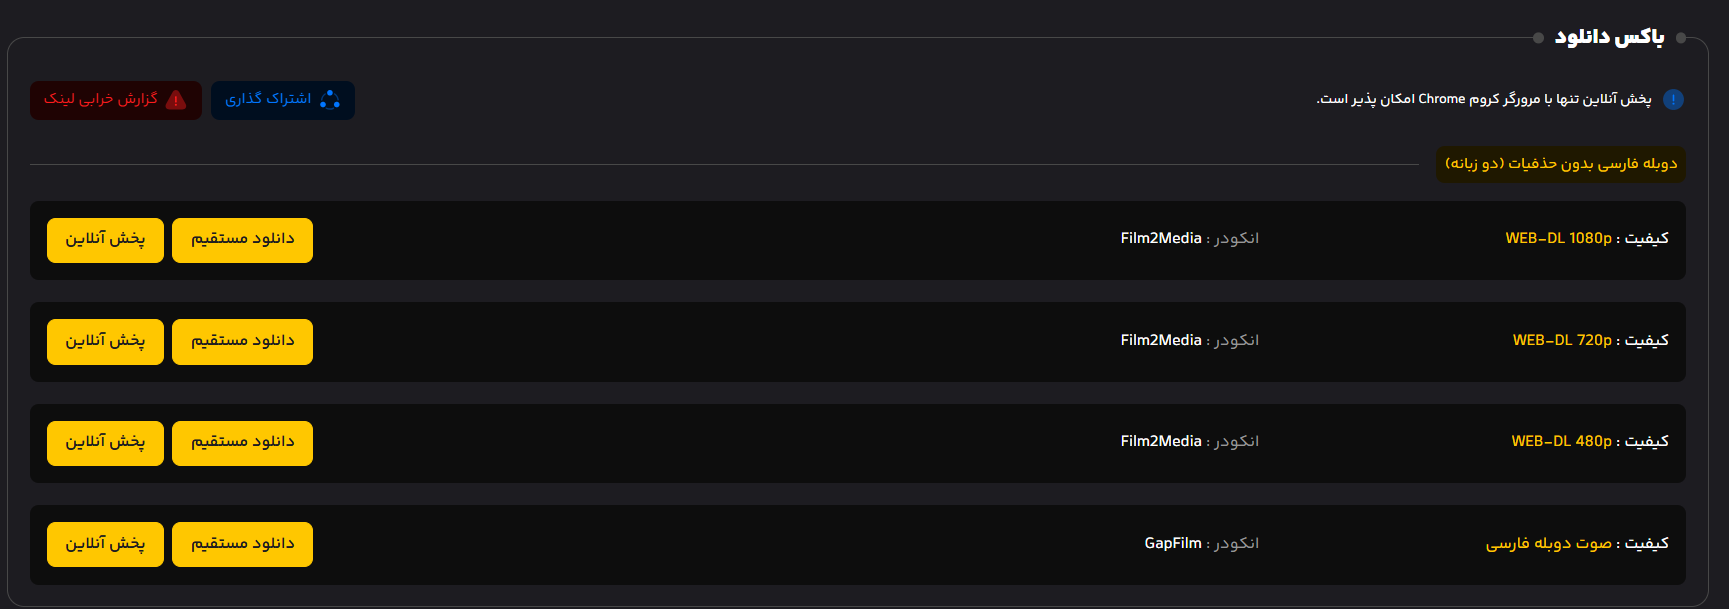 باکس دانلود
پخش آنلاین تنها با مرورگر کروم Chrome امکان پذیر است.
اشتراک گذاری
گزارش خرابی لینک
دوبله فارسی بدون حذفیات (دو زبانه)
کیفیت : WEB-DL 1080p
انکودر : Film2Media
دانلود مستقیم
پخش آنلاین
کیفیت : WEB-DL 720p
انکودر : Film2Media
دانلود مستقیم
پخش آنلاین
کیفیت : WEB-DL 480p
انکودر : Film2Media
دانلود مستقیم
پخش آنلاین
کیفیت : صوت دوبله فارسی
انکودر : GapFilm
دانلود مستقیم
پخش آنلاین